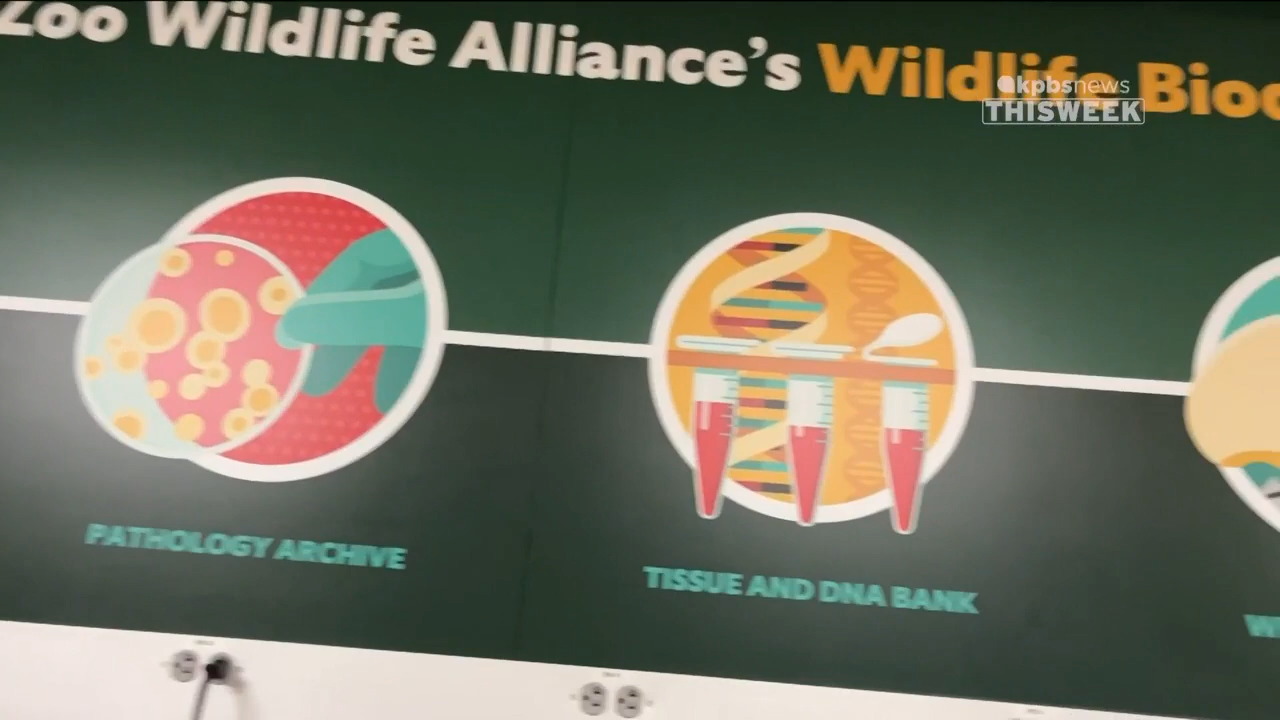 Zoo Wildlife Alliance's Wildlife
kpbsnews
THISWEEK
PATHOLOGY ARCHIVE
TISSUE AND DNA BANK